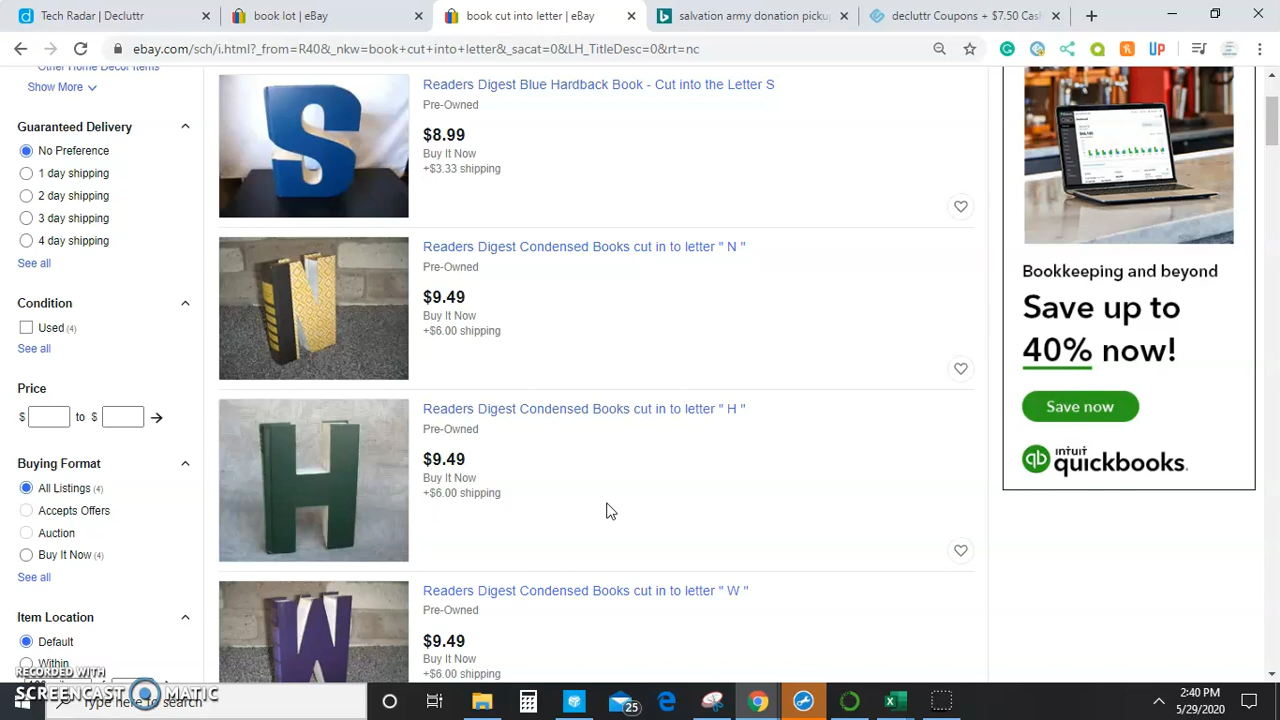 Tech Radar | Decluttr
book lot | eBay
book cut into letter | eBay
salvation army donation pickup
decluttr Coupons + $7.50 Cas
ebay.com/sch/i.html?_from=R40&_nkw=book+cut+into+letter&_sacat=0&LH_TitleDesc=0&rt=nc
UP
Other Home Decor Items
Show More
Guaranteed Delivery
No Preference
1 day shipping
2 day shipping
3 day shipping
4 day shipping
See all
Condition
Used (4)
See all
Price
$ to $
Buying Format
All Listings (4)
Accepts Offers
Auction
Buy It Now (4)
See all
Item Location
Default
Within
Readers Digest Blue Hardback Book - Cut into the Letter S
Pre-Owned
$8.99
Buy It Now
+$3.33 shipping
Readers Digest Condensed Books cut in to letter " N "
Pre-Owned
$9.49
Buy It Now
+$6.00 shipping
Readers Digest Condensed Books cut in to letter " H "
Pre-Owned
$9.49
Buy It Now
+$6.00 shipping
Readers Digest Condensed Books cut in to letter " W "
Pre-Owned
$9.49
Buy It Now
+$6.00 shipping
Bookkeeping and beyond
Save up to
40% now!
Save now
qb intuit quickbooks.
RECORDED WITH
SCREENCAST MATIC
Type here to search
25
2:40 PM
5/29/2020